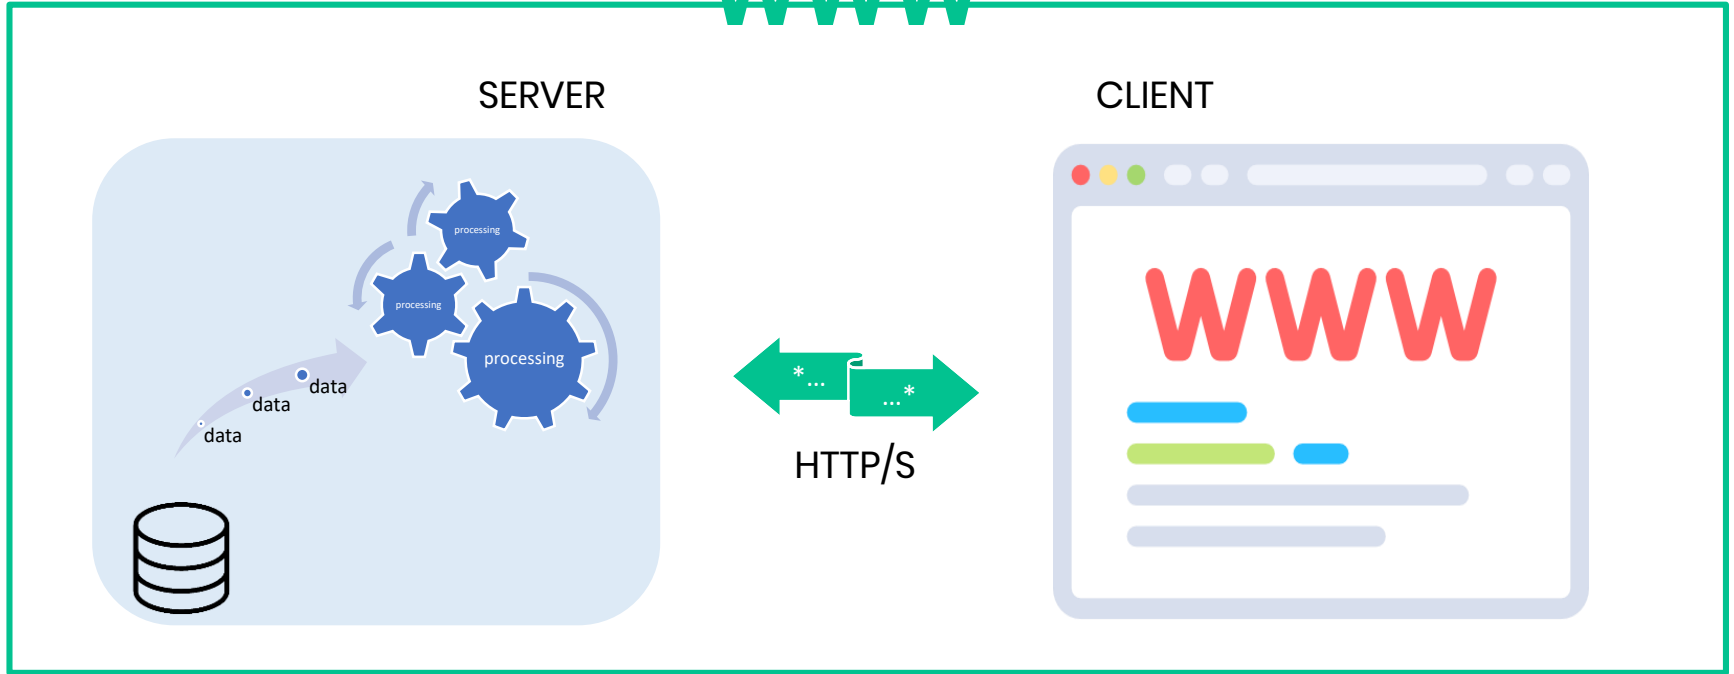 SERVER
CLIENT
processing
processing
processing
data
data
data
*...
...*
HTTP/S
WWW